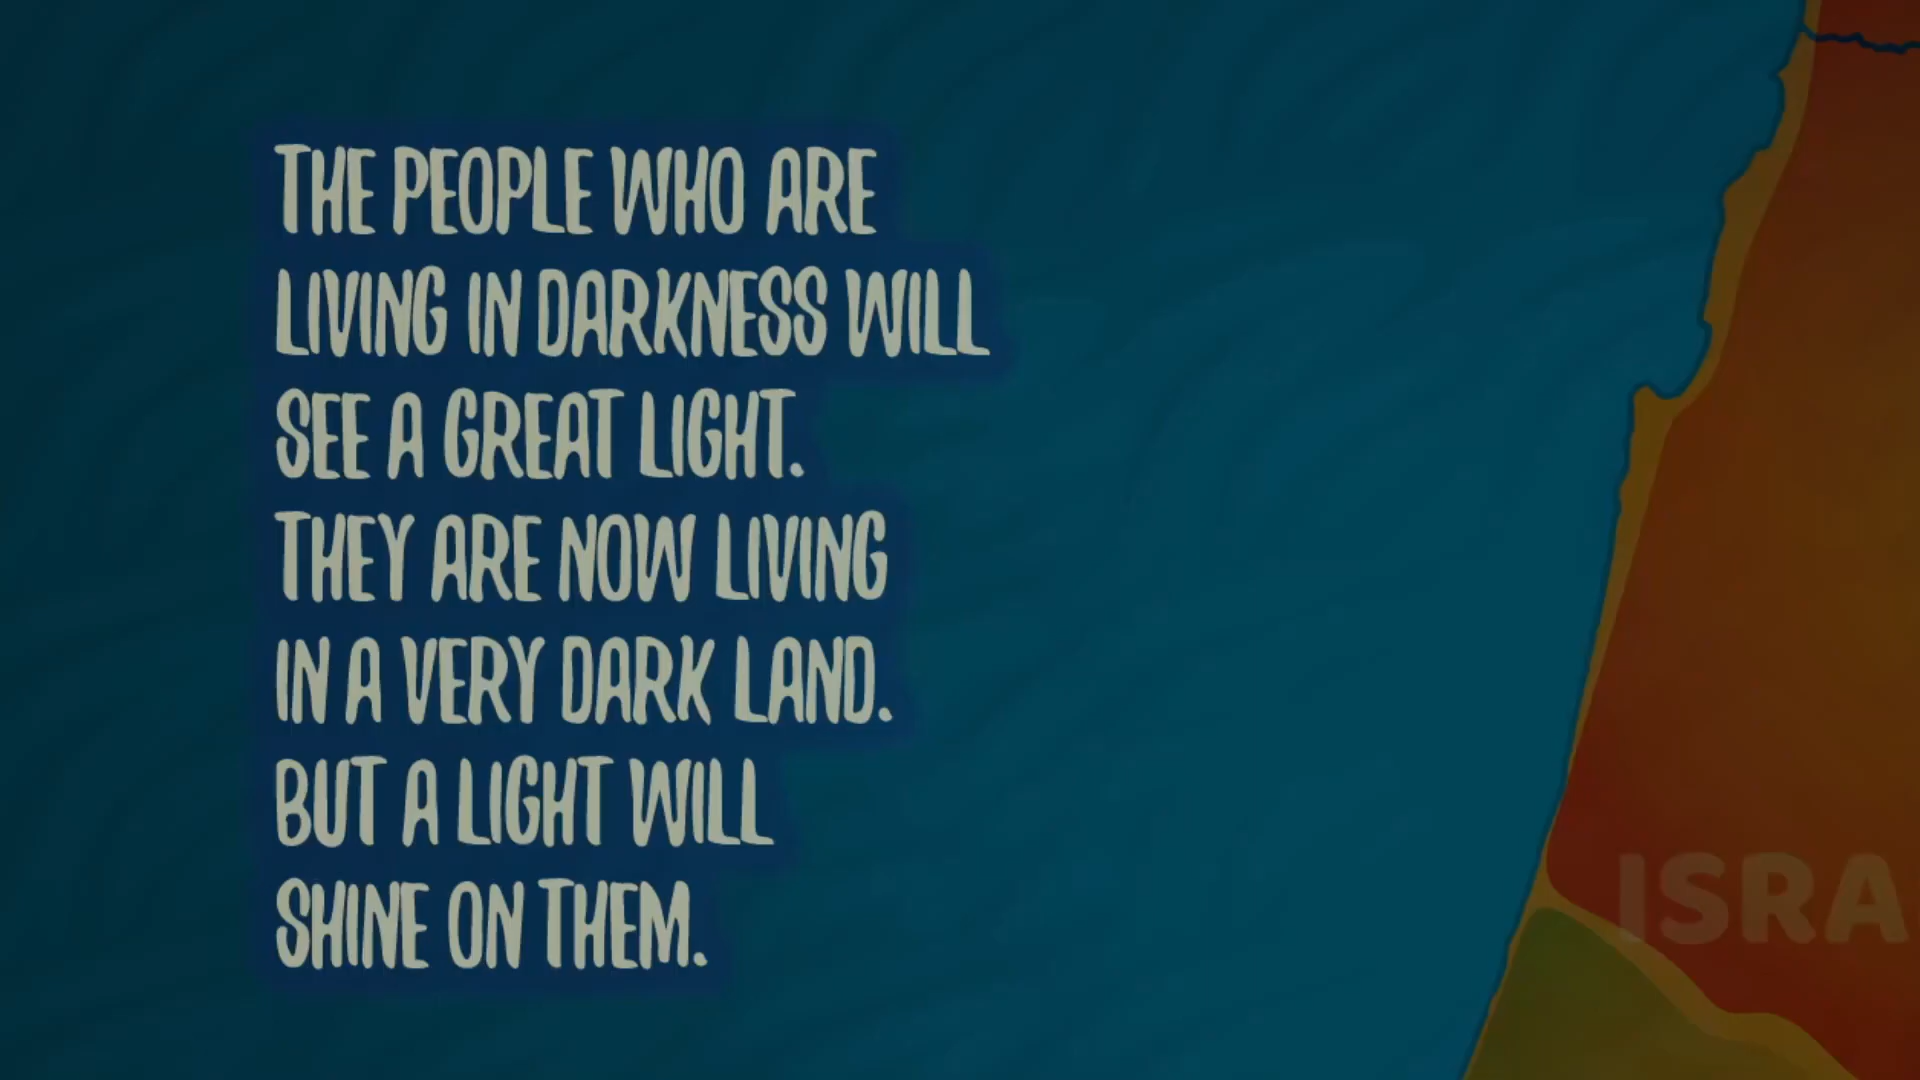 THE PEOPLE WHO ARE
LIVING IN DARKNESS WILL
SEE A GREAT LIGHT.
THEY ARE NOW LIVING
IN A VERY DARK LAND.
BUT A LIGHT WILL
SHINE ON THEM.
ISRA